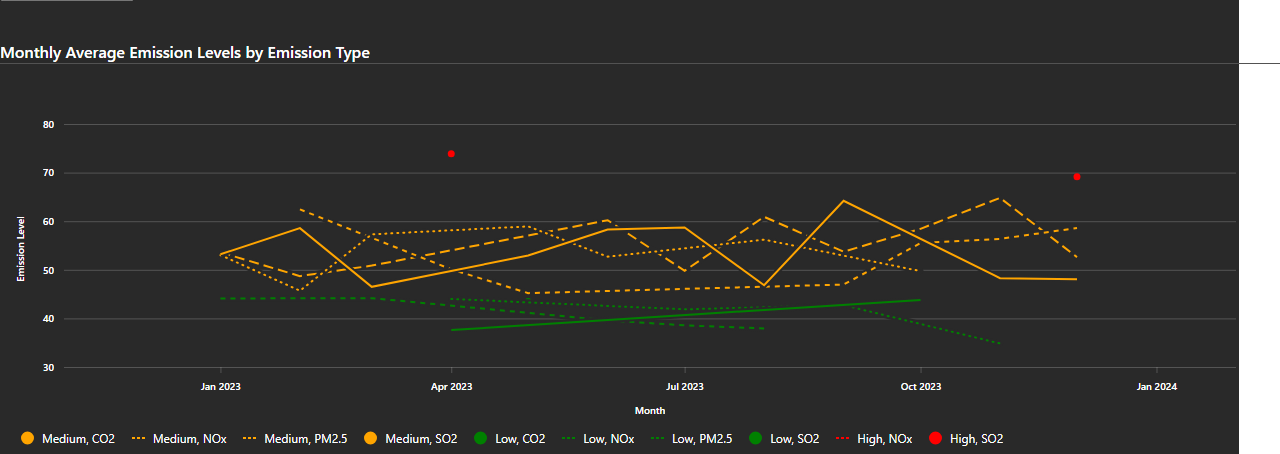 Monthly Average Emission Levels by Emission Type
80
70
60
50
40
30
Emission Level
Jan 2023 Apr 2023 Jul 2023 Oct 2023 Jan 2024
Month
Medium, CO2 Medium, NOx Medium, PM2.5 Medium, SO2 Low, CO2 Low, NOx Low, PM2.5 Low, SO2 High, NOx High, SO2